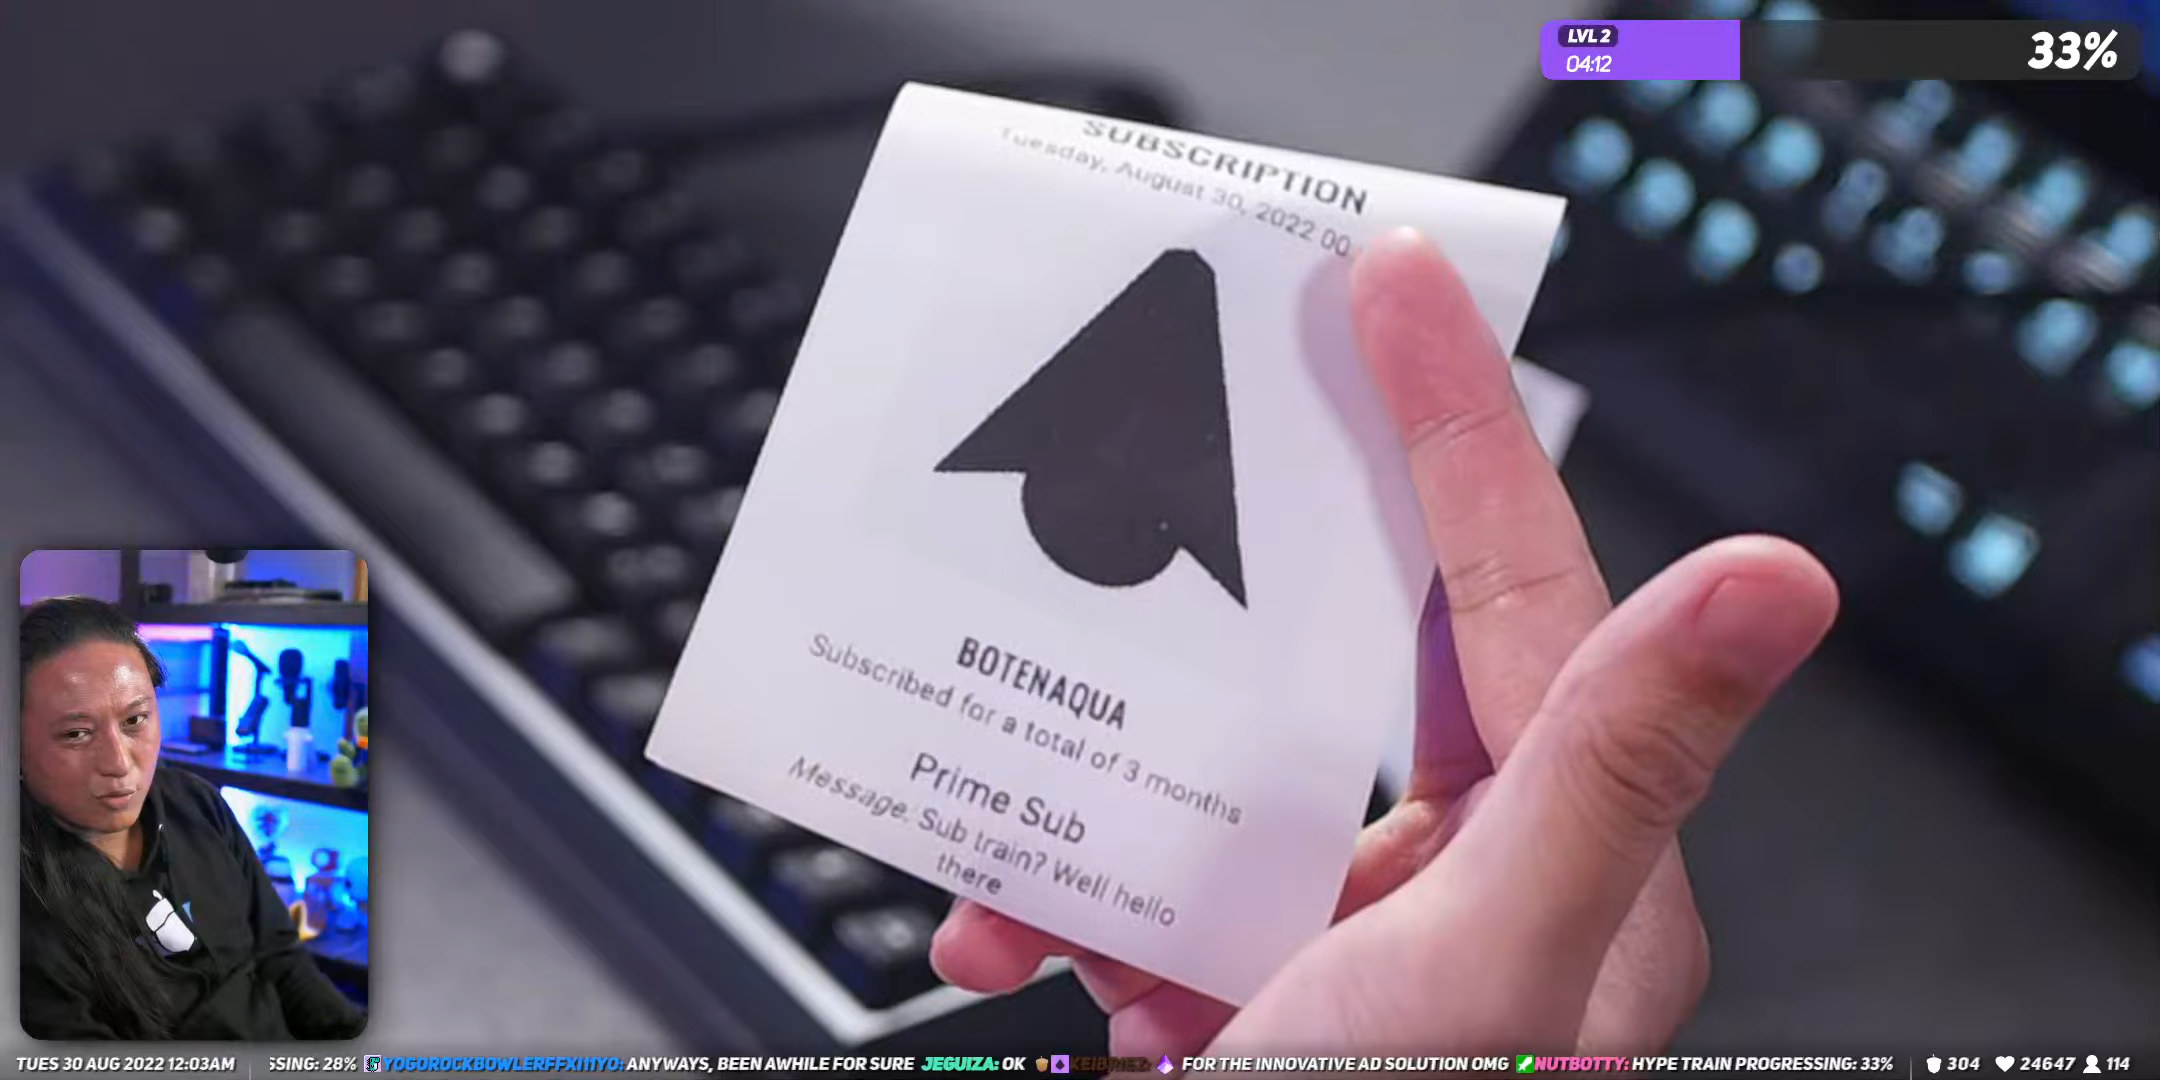 LVL 2
04:12
33%
SUBSCRIPTION
Tuesday, August 30, 2022 00:
BOTENAQUA
Subscribed for a total of 3 months
Prime Sub
Message: Sub train? Well hello
there
TUES 30 AUG 2022 12:03AM SSING: 28% YOGOROCKBOWLERFFXI111YO: ANYWAYS, BEEN AWHILE FOR SURE JEGUIZA: OK FOR THE INNOVATIVE AD SOLUTION OMG NUTBOTTY: HYPE TRAIN PROGRESSING: 33% 304 24647 114